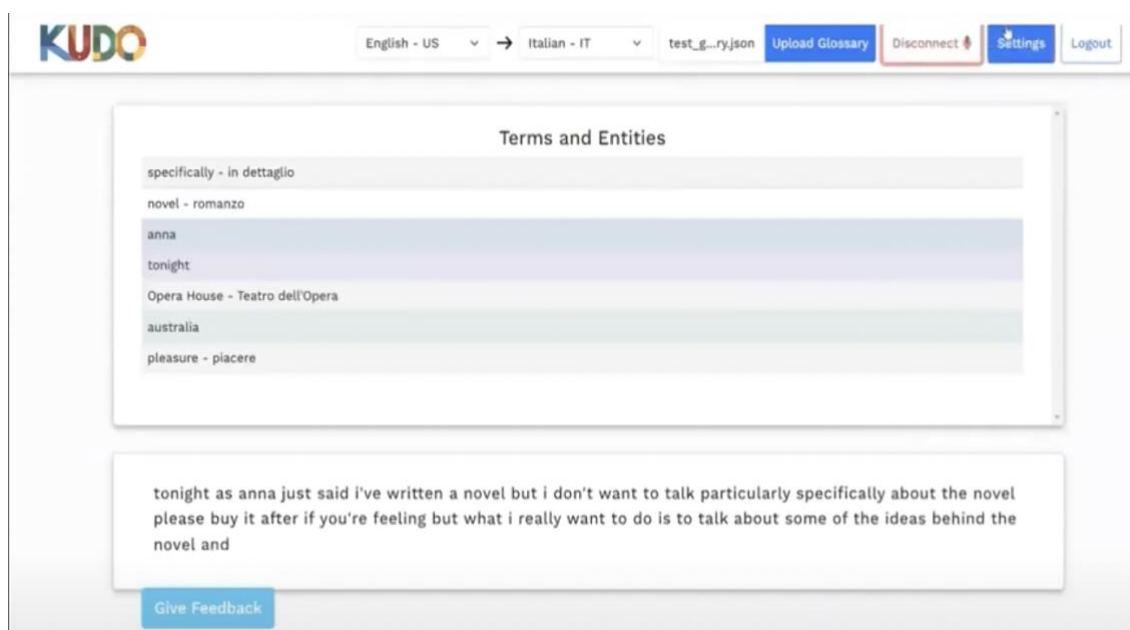 KUDO
English - US → Italian - IT test_g...ry.json Upload Glossary Disconnect Settings Logout
Terms and Entities
specifically - in dettaglio
novel - romanzo
anna
tonight
Opera House - Teatro dell'Opera
australia
pleasure - piacere
tonight as anna just said i've written a novel but i don't want to talk particularly specifically about the novel
please buy it after if you're feeling but what i really want to do is to talk about some of the ideas behind the
novel and
Give Feedback